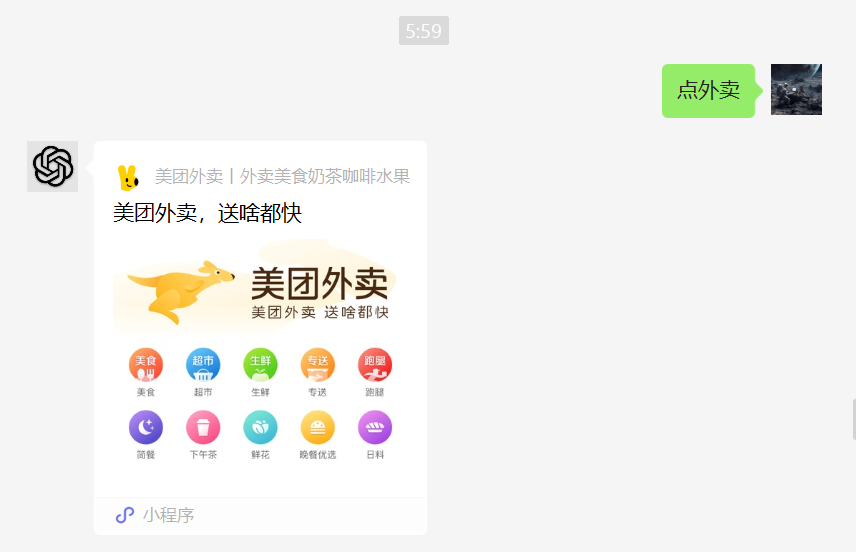 5:59
点外卖
美团外卖丨外卖美食奶茶咖啡水果
美团外卖，送啥都快
美团外卖
美团外卖 送啥都快
美食 超市 生鲜 专送 跑腿
美食 超市 生鲜 专送 跑腿
简餐 下午茶 鲜花 晚餐优选 日料
小程序